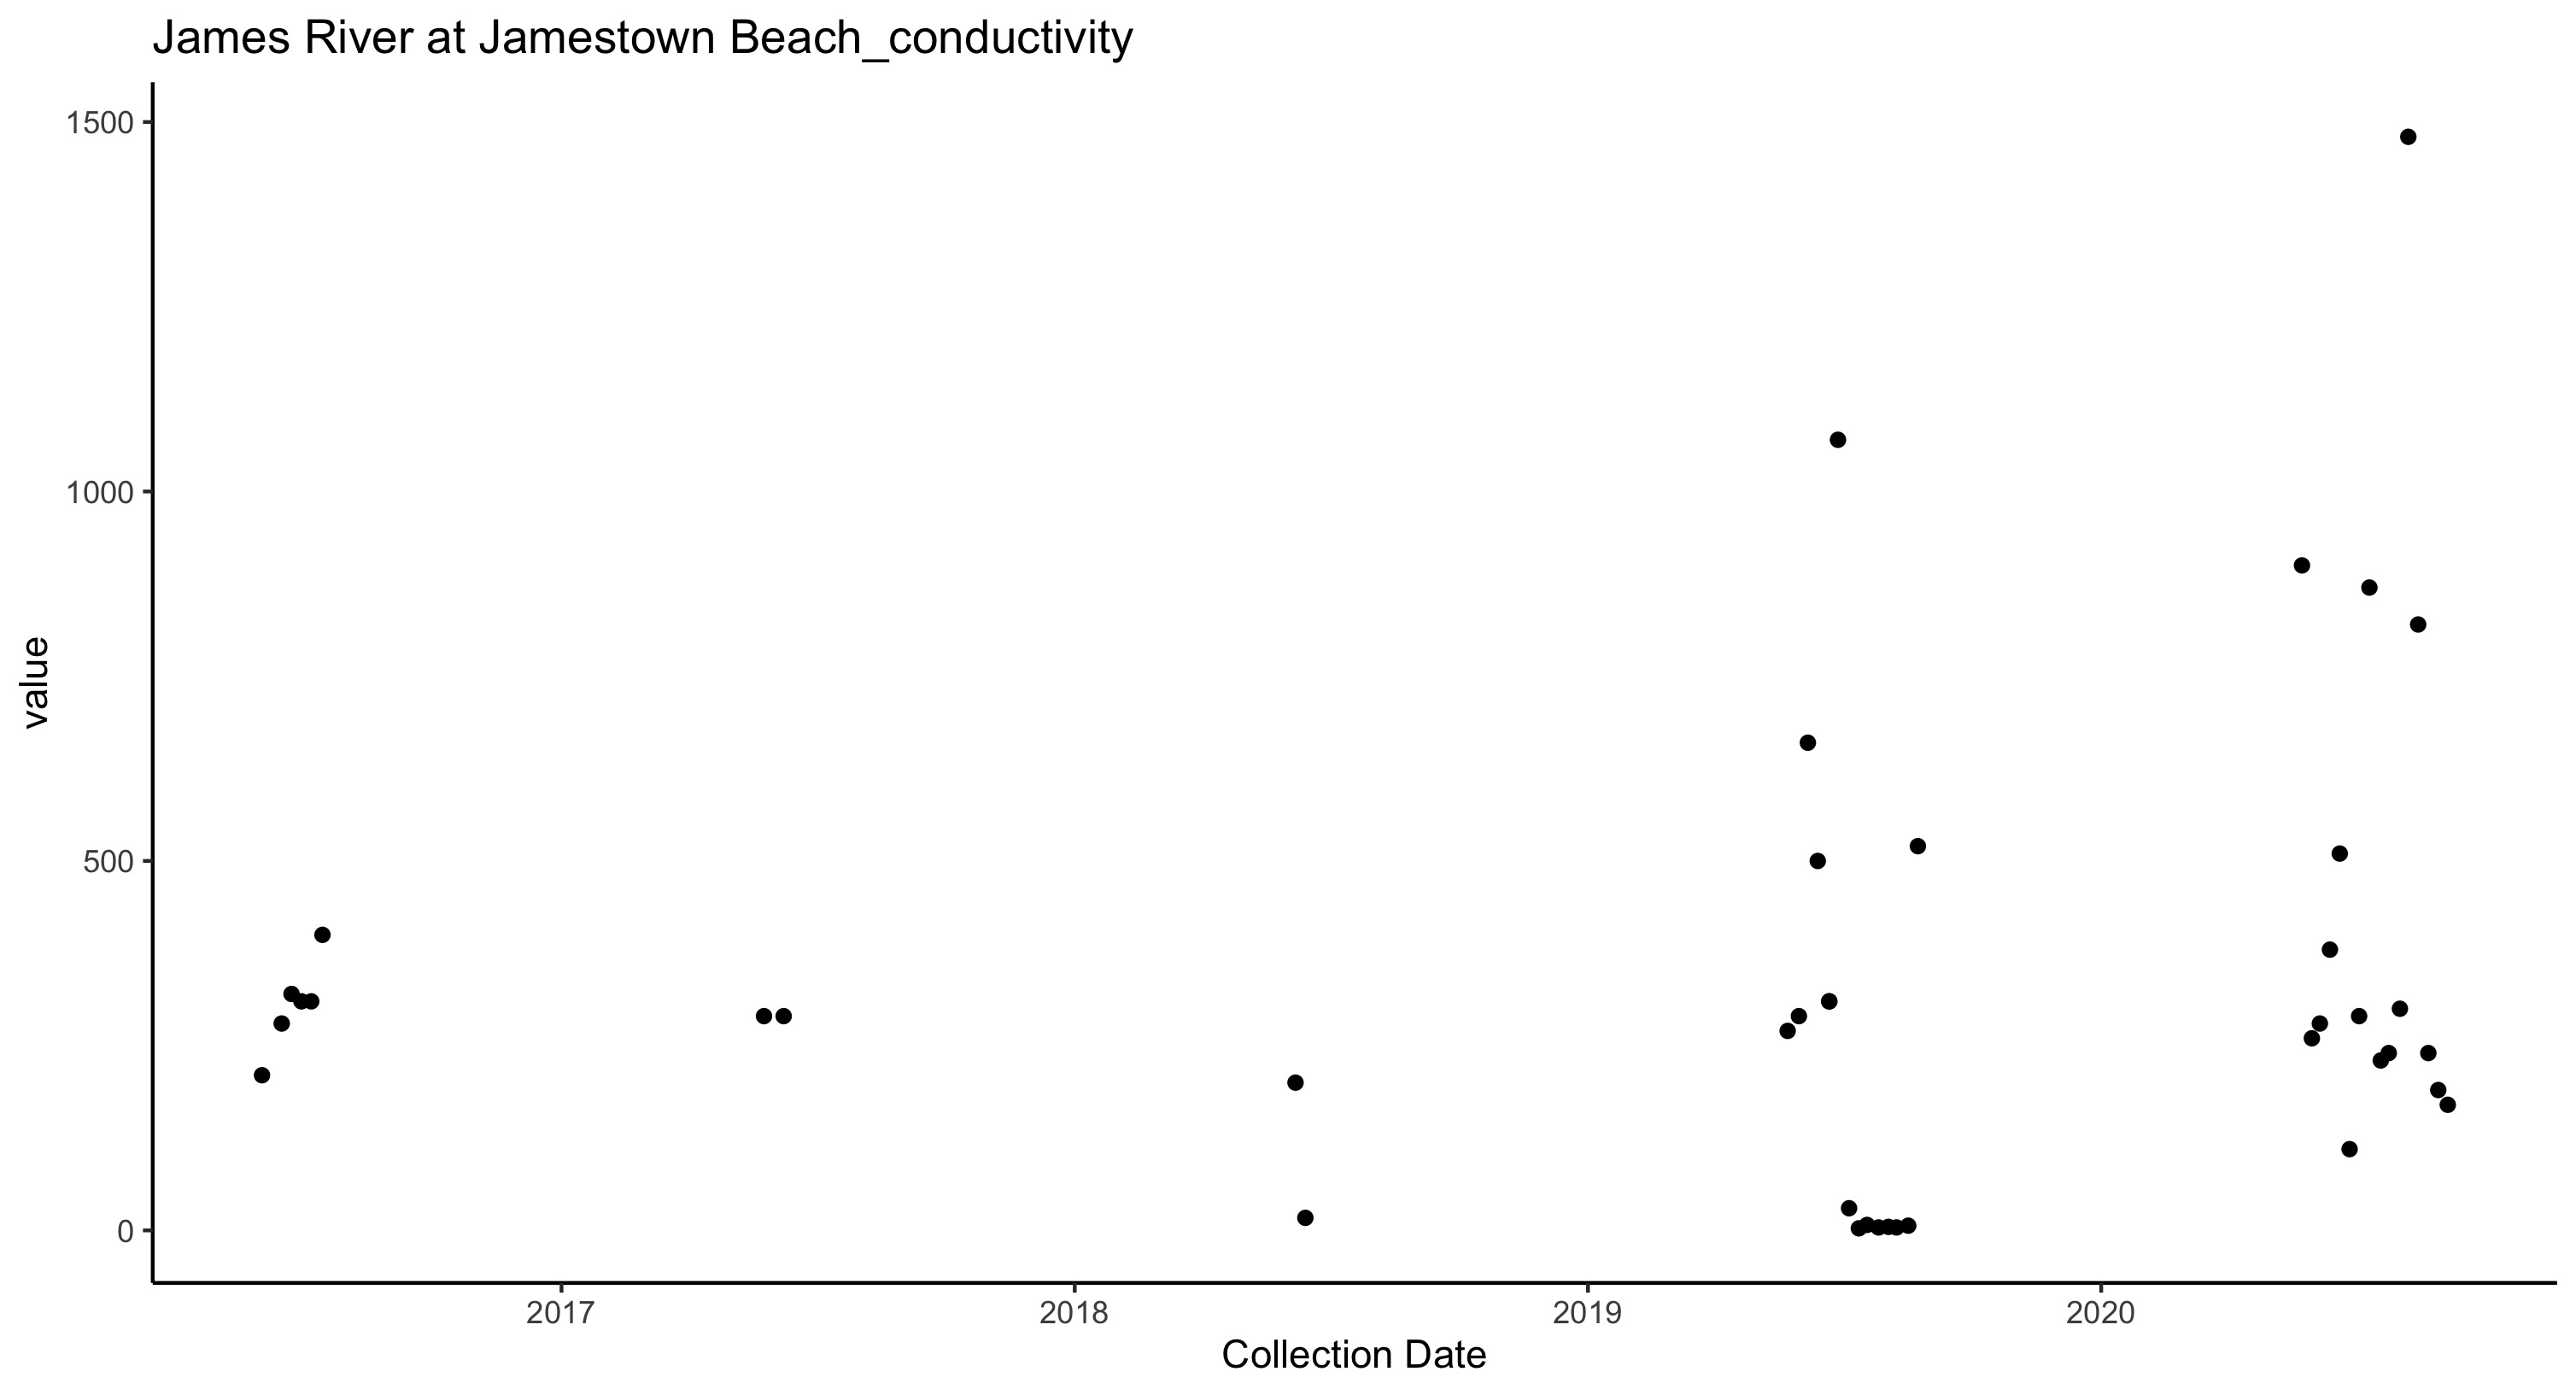 James River at Jamestown Beach_conductivity
1500
1000
500
0
value
2017 2018 2019 2020
Collection Date